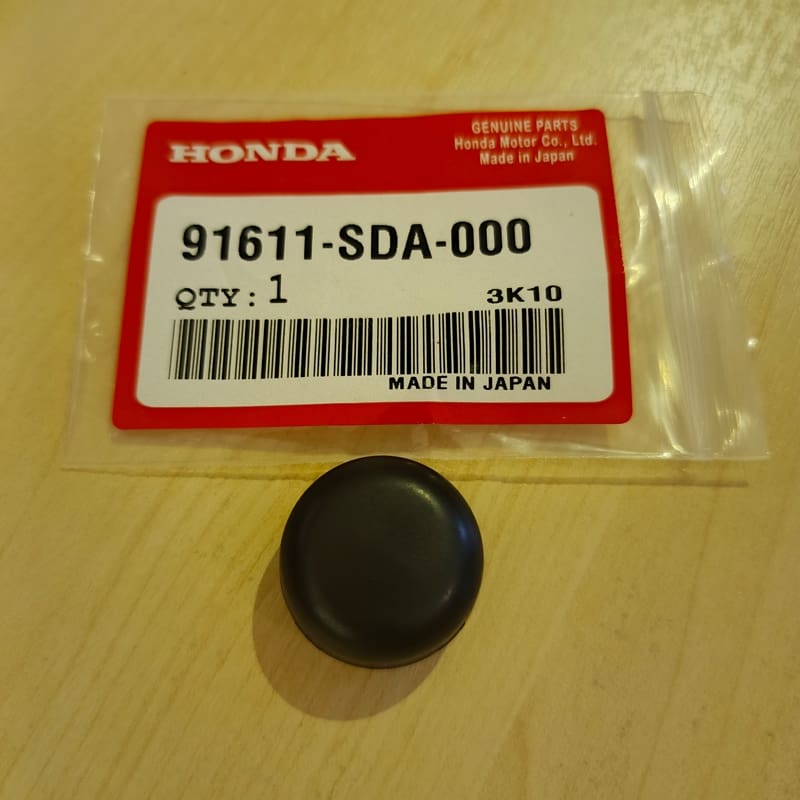 HONDA
GENUINE PARTS
Honda Motor Co., Ltd.
Made in Japan
91611-SDA-000
QTY: 1
3K10
MADE IN JAPAN